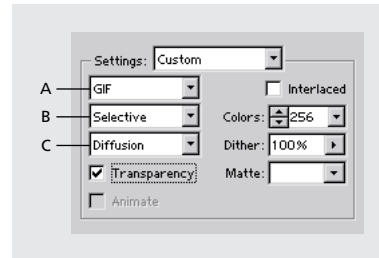 Settings: Custom
A GIF Interlaced
B Selective Colors: 256
C Diffusion Dither: 100%
Transparency Matte:
Animate